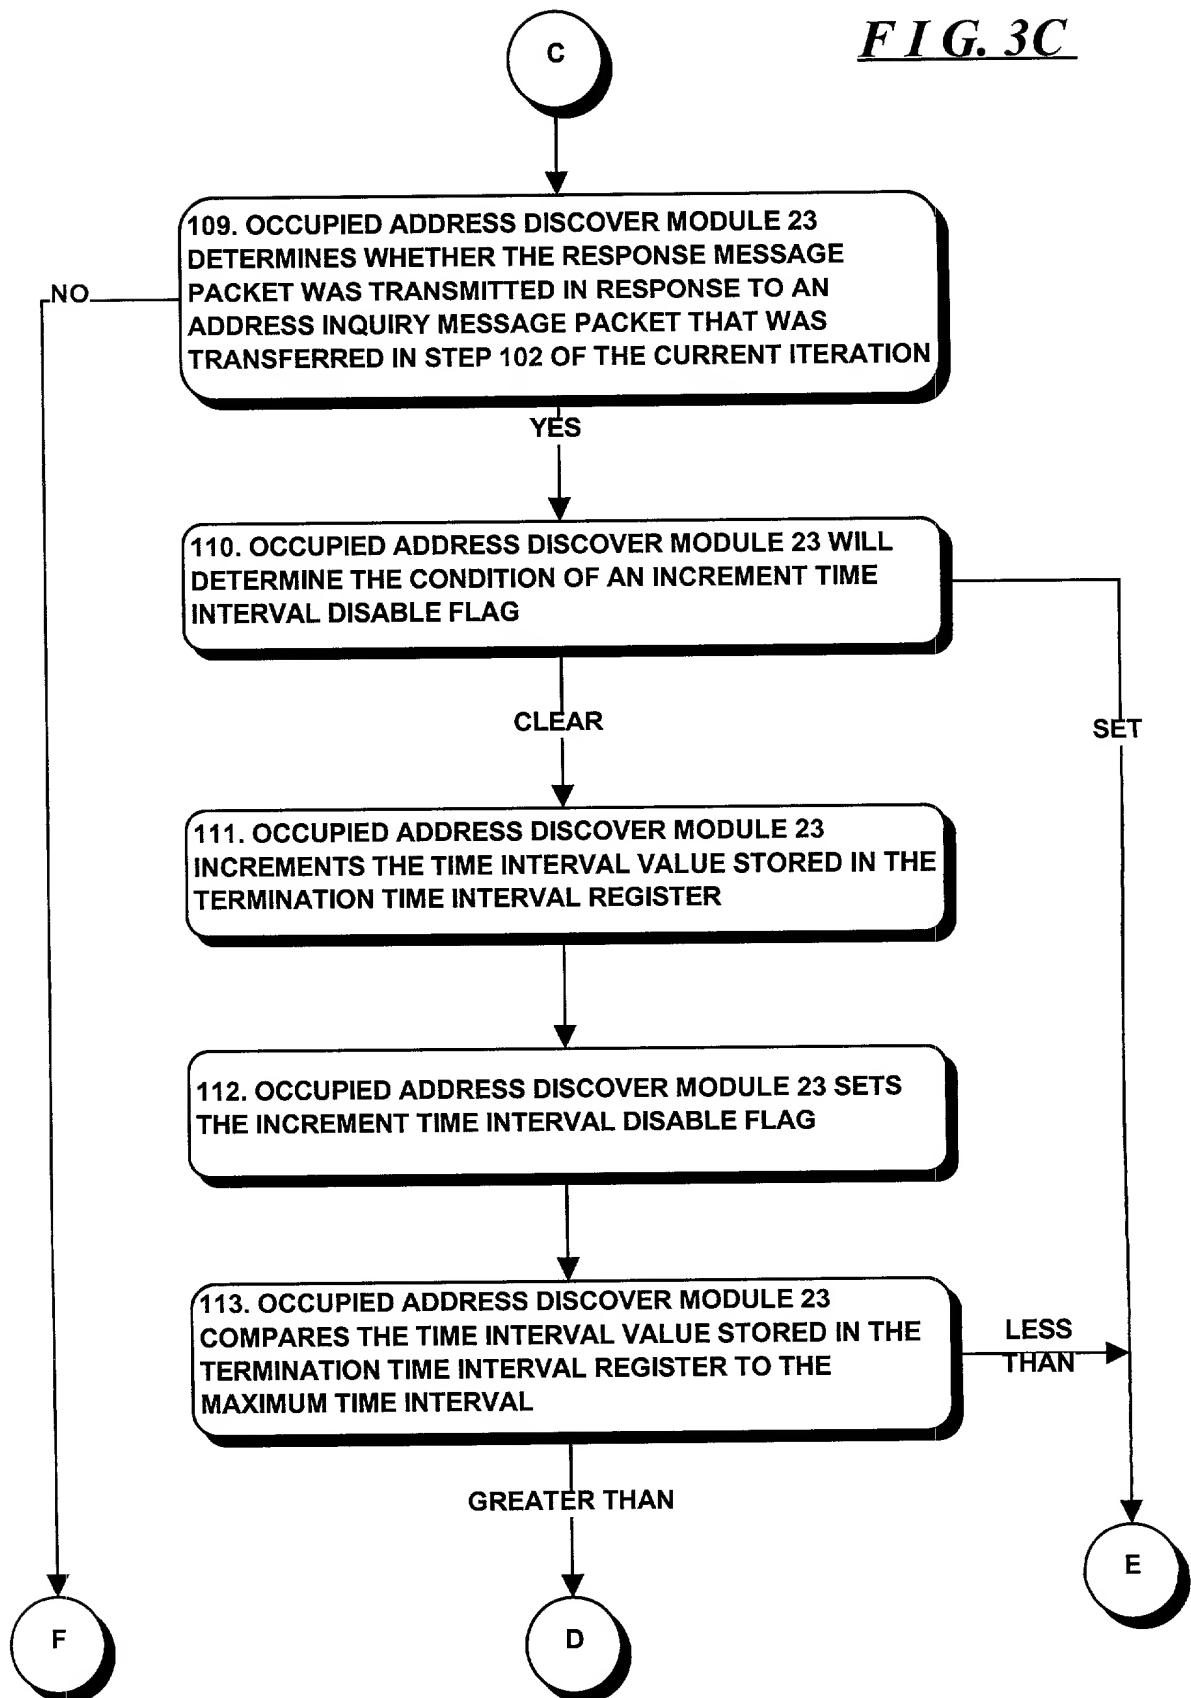 FIG. 3C
C
109. OCCUPIED ADDRESS DISCOVER MODULE 23
DETERMINES WHETHER THE RESPONSE MESSAGE
PACKET WAS TRANSMITTED IN RESPONSE TO AN
ADDRESS INQUIRY MESSAGE PACKET THAT WAS
TRANSFERRED IN STEP 102 OF THE CURRENT ITERATION
NO
YES
110. OCCUPIED ADDRESS DISCOVER MODULE 23 WILL
DETERMINE THE CONDITION OF AN INCREMENT TIME
INTERVAL DISABLE FLAG
CLEAR
SET
111. OCCUPIED ADDRESS DISCOVER MODULE 23
INCREMENTS THE TIME INTERVAL VALUE STORED IN THE
TERMINATION TIME INTERVAL REGISTER
112. OCCUPIED ADDRESS DISCOVER MODULE 23 SETS
THE INCREMENT TIME INTERVAL DISABLE FLAG
113. OCCUPIED ADDRESS DISCOVER MODULE 23
COMPARES THE TIME INTERVAL VALUE STORED IN THE
TERMINATION TIME INTERVAL REGISTER TO THE
MAXIMUM TIME INTERVAL
LESS
THAN
GREATER THAN
E
F
D